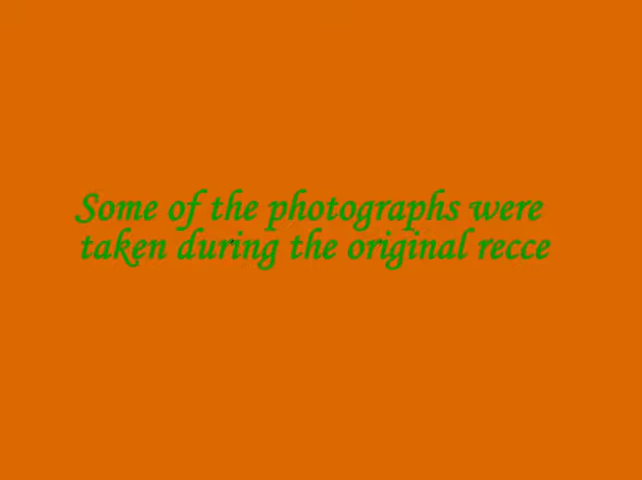 Some of the photographs were
taken during the original recce